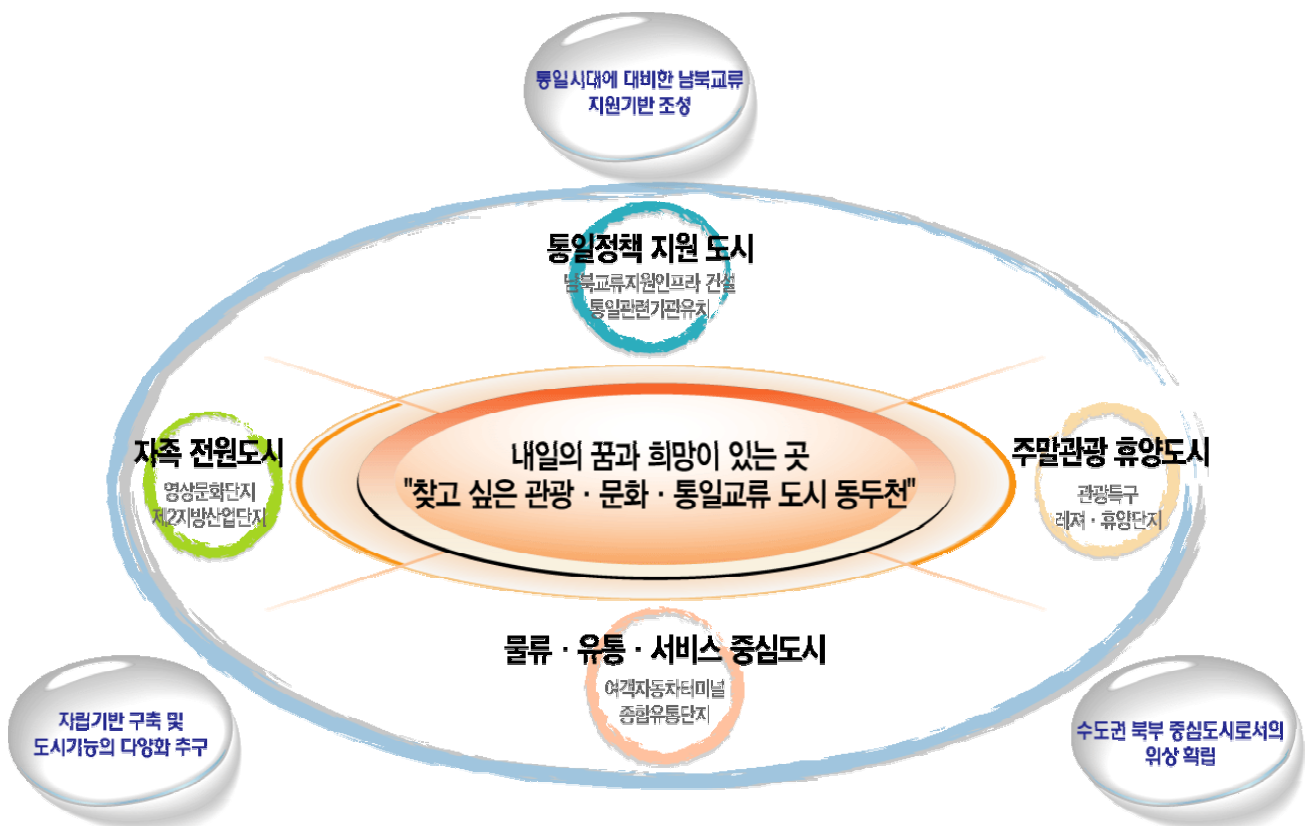 통일시대에 대비한 남북교류
지원기반 조성
통일정책 지원 도시
남북교류지원인프라 건설
통일관련기관유치
자족 전원도시
영상문화단지
제2지방산업단지
내일의 꿈과 희망이 있는 곳
"찾고 싶은 관광 · 문화 · 통일교류 도시 동두천"
주말관광 휴양도시
관광특구
레져 · 휴양단지
물류 · 유통 · 서비스 중심도시
여객자동차터미널
종합유통단지
자립기반 구축 및
도시기능의 다양화 추구
수도권 북부 중심도시로서의
위상 확립